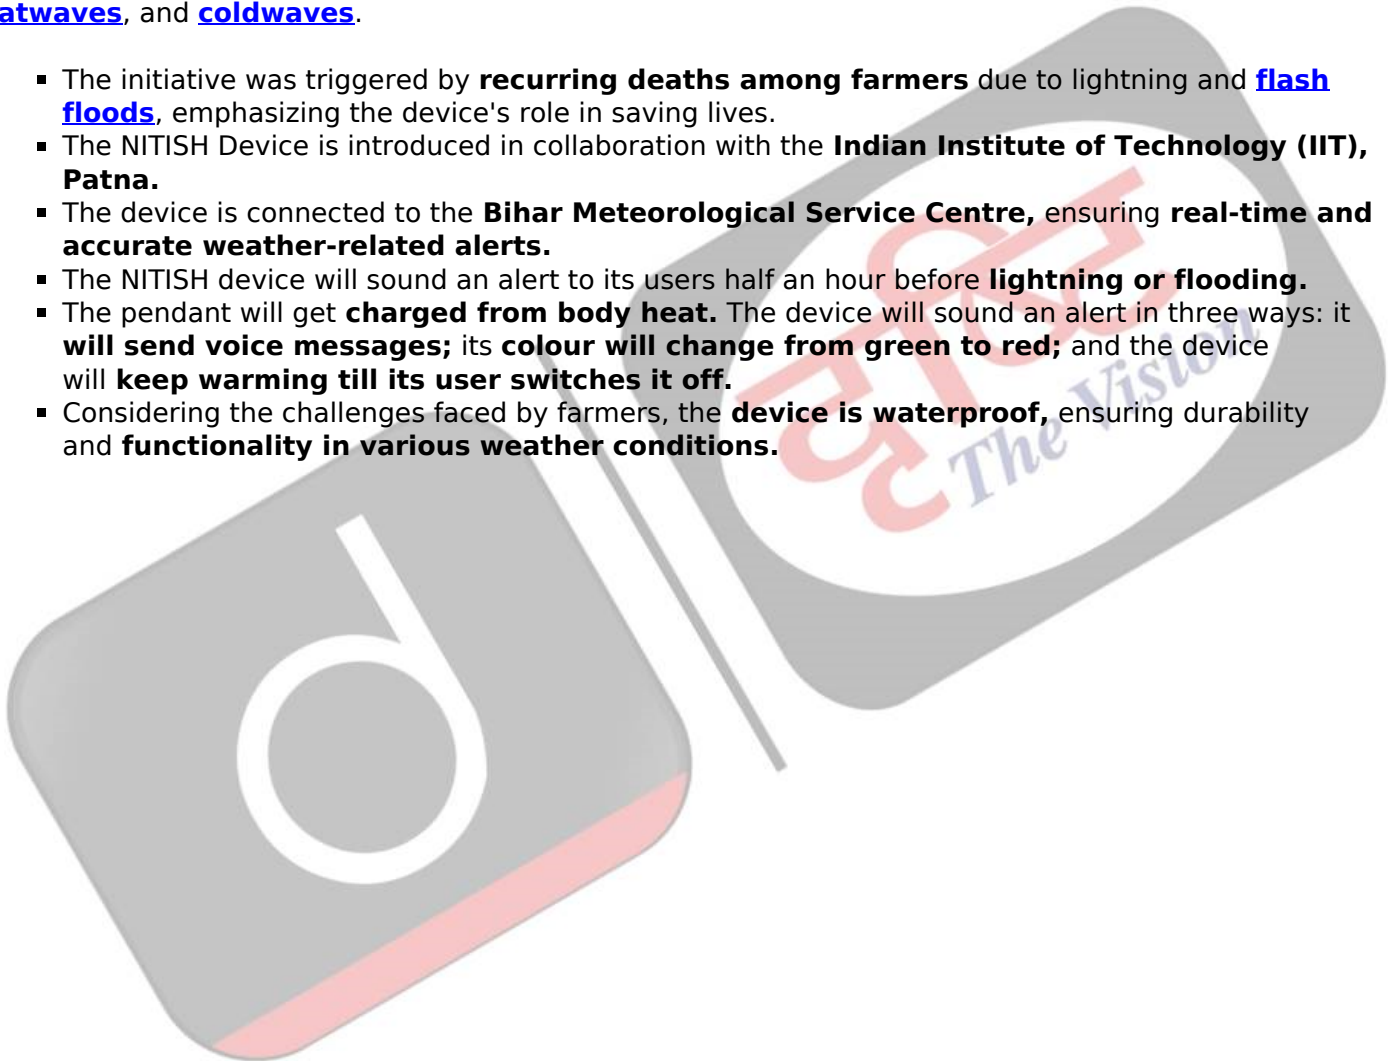 atwaves, and coldwaves.
▪ The initiative was triggered by recurring deaths among farmers due to lightning and flash
floods, emphasizing the device's role in saving lives.
▪ The NITISH Device is introduced in collaboration with the Indian Institute of Technology (IIT),
Patna.
▪ The device is connected to the Bihar Meteorological Service Centre, ensuring real-time and
accurate weather-related alerts.
▪ The NITISH device will sound an alert to its users half an hour before lightning or flooding.
▪ The pendant will get charged from body heat. The device will sound an alert in three ways: it
will send voice messages; its colour will change from green to red; and the device
will keep warming till its user switches it off.
▪ Considering the challenges faced by farmers, the device is waterproof, ensuring durability
and functionality in various weather conditions.
दृष्टि
The Vision
d